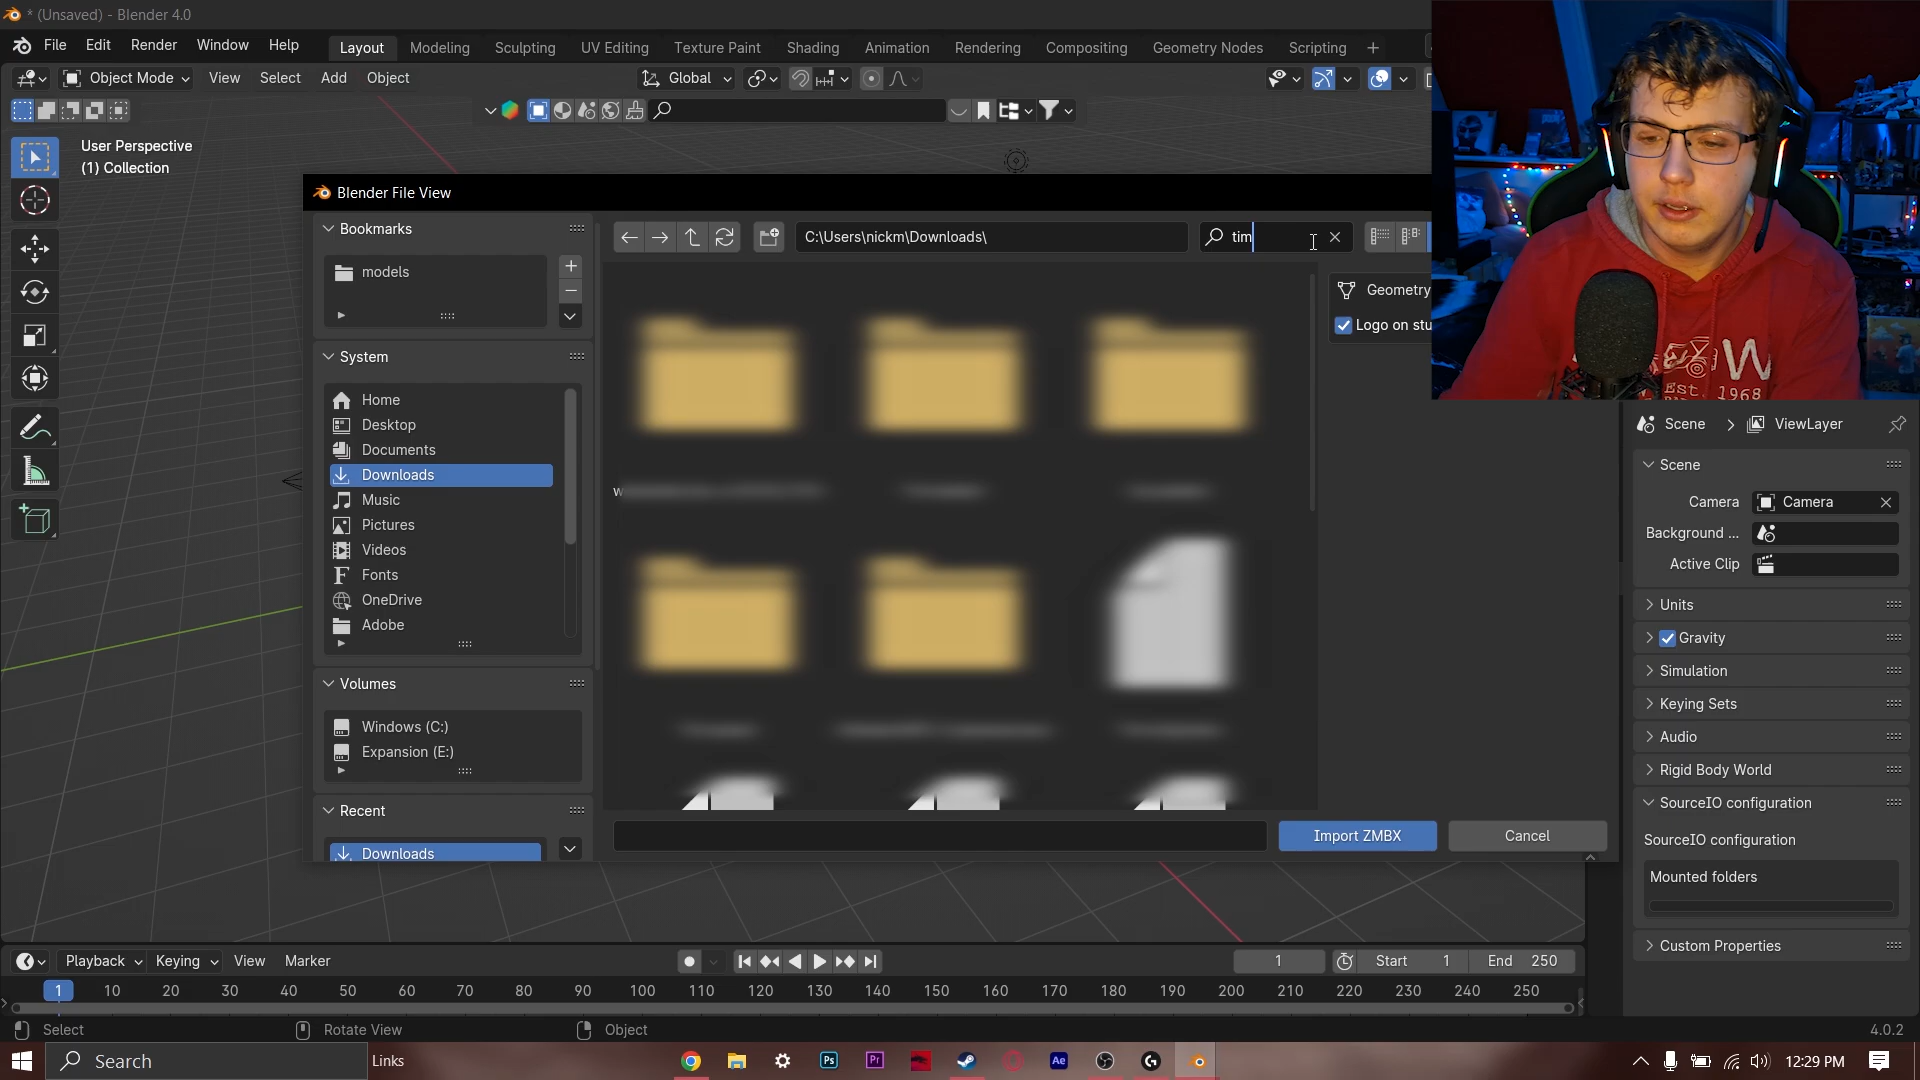 * (Unsaved) - Blender 4.0
File Edit Render Window Help Layout Modeling Sculpting UV Editing Texture Paint Shading Animation Rendering Compositing Geometry Nodes Scripting +
Object Mode View Select Add Object Global
User Perspective
(1) Collection
Blender File View
Bookmarks
models
System
Home
Desktop
Documents
Downloads
Music
Pictures
Videos
Fonts
OneDrive
Adobe
Volumes
Windows (C:)
Expansion (E:)
Recent
Downloads
C:\Users\nickm\Downloads\
tim
Geometry
Logo on stu
Import ZMBX
Cancel
Est. 1968
Scene > ViewLayer
Scene
Camera Camera
Background ...
Active Clip
Units
Gravity
Simulation
Keying Sets
Audio
Rigid Body World
SourceIO configuration
SourceIO configuration
Mounted folders
Custom Properties
Playback Keying View Marker
1 Start 1 End 250
1 10 20 30 40 50 60 70 80 90 100 110 120 130 140 150 160 170 180 190 200 210 220 230 240 250
Select Rotate View Object 4.0.2
Search Links Ps Pr Ae 12:29 PM